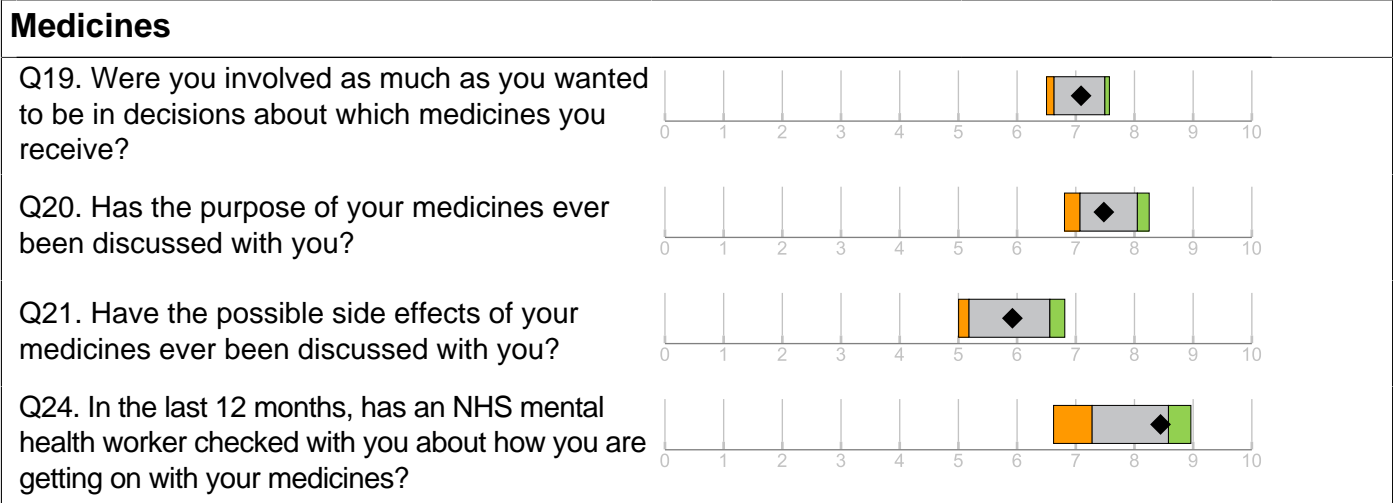 Medicines
Q19. Were you involved as much as you wanted
to be in decisions about which medicines you
receive?
0 1 2 3 4 5 6 7 8 9 10
Q20. Has the purpose of your medicines ever
been discussed with you?
0 1 2 3 4 5 6 7 8 9 10
Q21. Have the possible side effects of your
medicines ever been discussed with you?
0 1 2 3 4 5 6 7 8 9 10
Q24. In the last 12 months, has an NHS mental
health worker checked with you about how you are
getting on with your medicines?
0 1 2 3 4 5 6 7 8 9 10